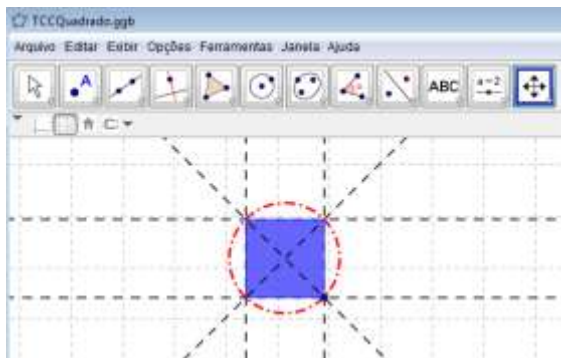 TCCQuadrado.ggb
Arquivo Editar Exibir Opções Ferramentas Janela Ajuda
A ABC a=2